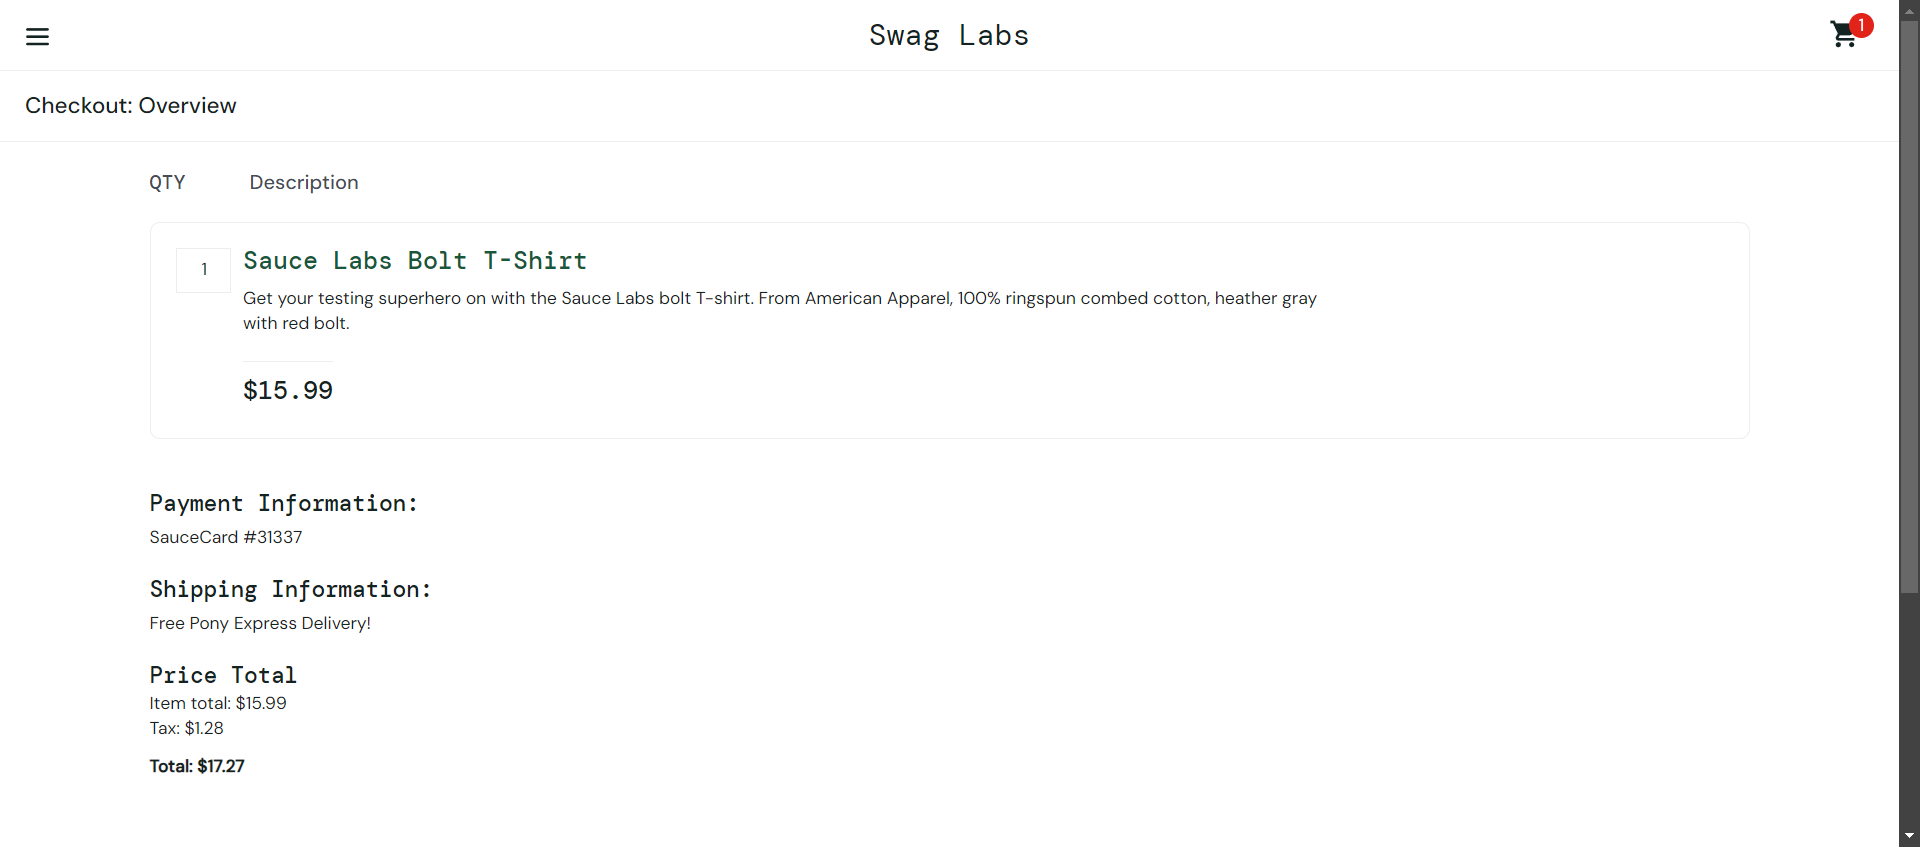 Swag Labs
1
Checkout: Overview
QTY
Description
1
Sauce Labs Bolt T-Shirt
Get your testing superhero on with the Sauce Labs bolt T-shirt. From American Apparel, 100% ringspun combed cotton, heather gray
with red bolt.
$15.99
Payment Information:
SauceCard #31337
Shipping Information:
Free Pony Express Delivery!
Price Total
Item total: $15.99
Tax: $1.28
Total: $17.27